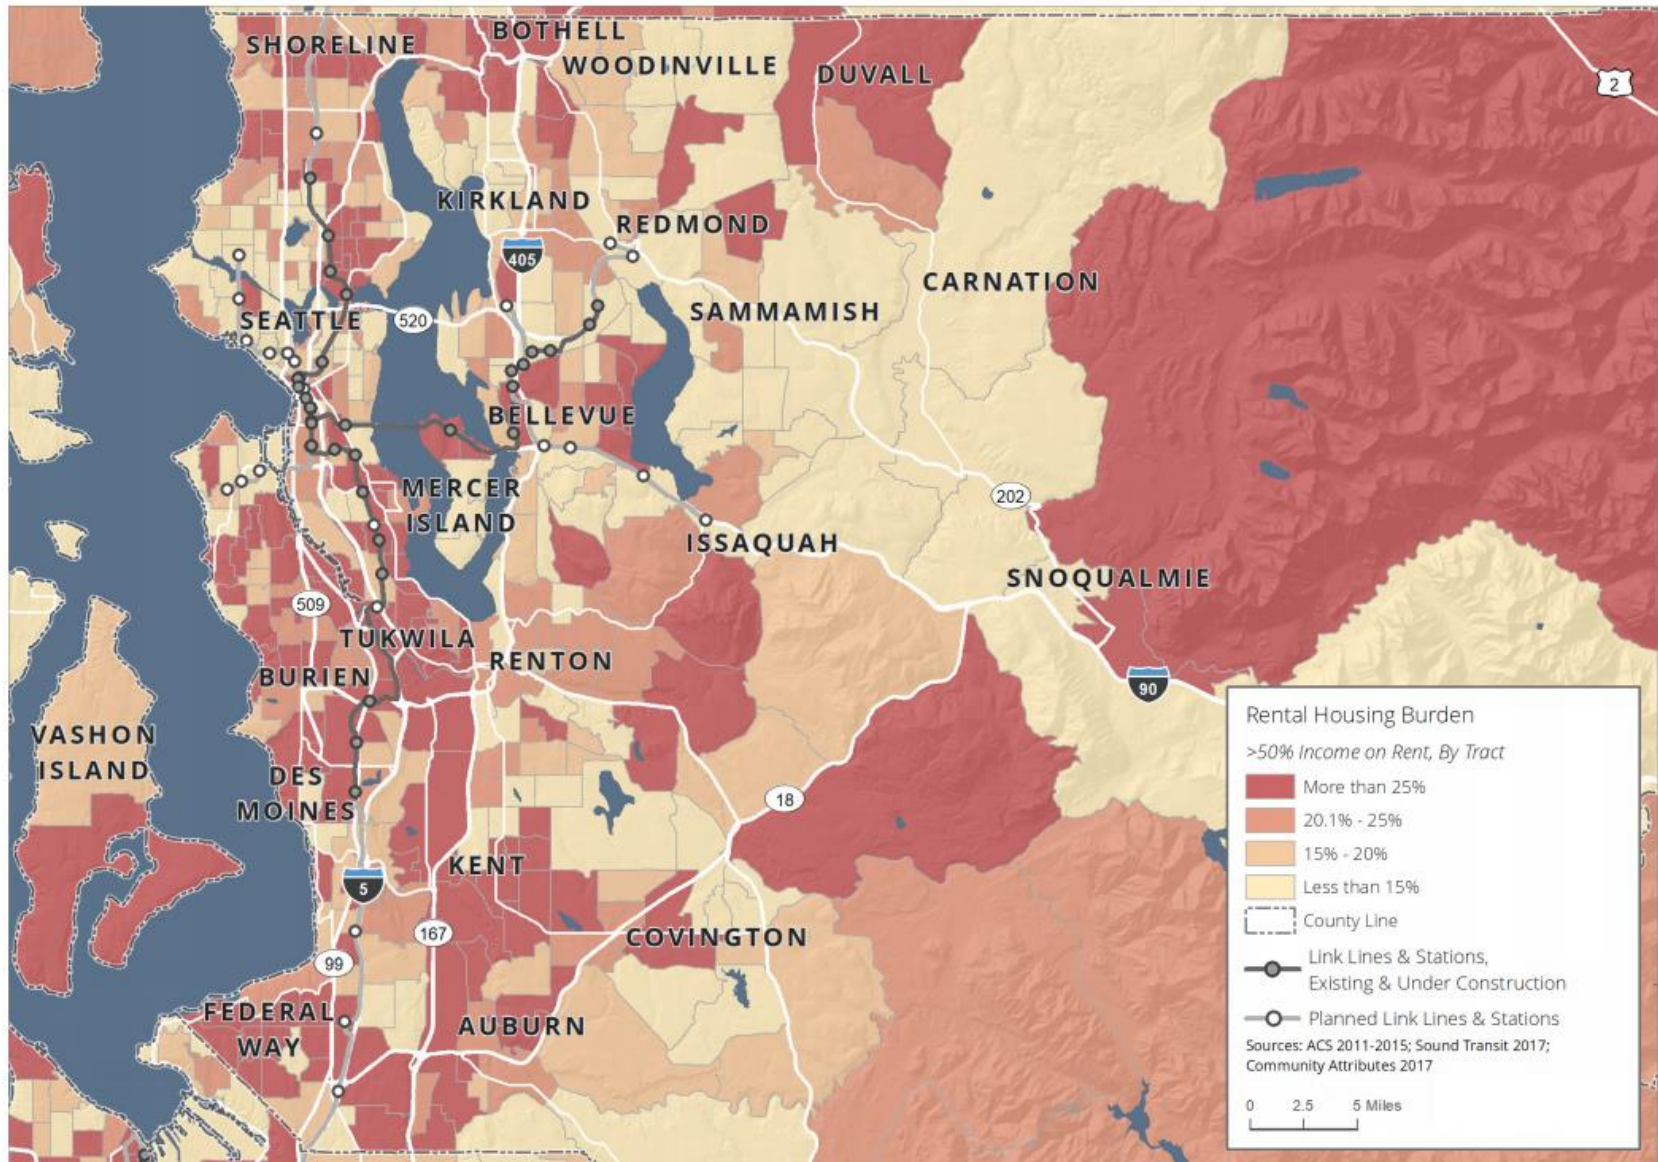 SHORELINE
BOTHELL
WOODINVILLE
DUVALL
2
KIRKLAND
REDMOND
405
CARNATION
SAMMAMISH
SEATTLE
520
BELLEVUE
MERCER
ISLAND
202
ISSAQUAH
SNOQUALMIE
509
TUKWILA
RENTON
BURIEN
90
VASHON
ISLAND
DES
MOINES
18
KENT
5
167
COVINGTON
99
FEDERAL
WAY
AUBURN
Rental Housing Burden
>50% Income on Rent, By Tract
More than 25%
20.1% - 25%
15% - 20%
Less than 15%
County Line
Link Lines & Stations,
Existing & Under Construction
Planned Link Lines & Stations
Sources: ACS 2011-2015; Sound Transit 2017;
Community Attributes 2017
0 2.5 5 Miles